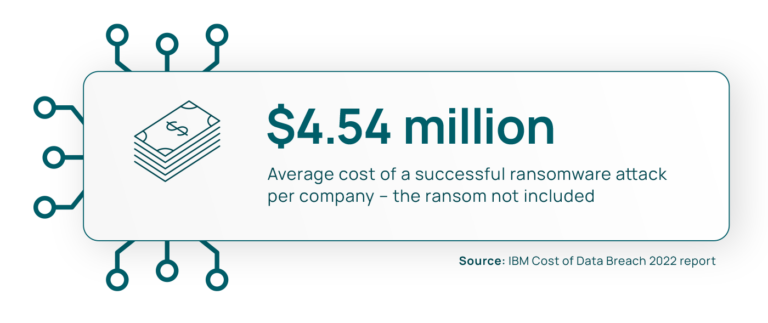 $4.54 million
Average cost of a successful ransomware attack
per company – the ransom not included
Source: IBM Cost of Data Breach 2022 report